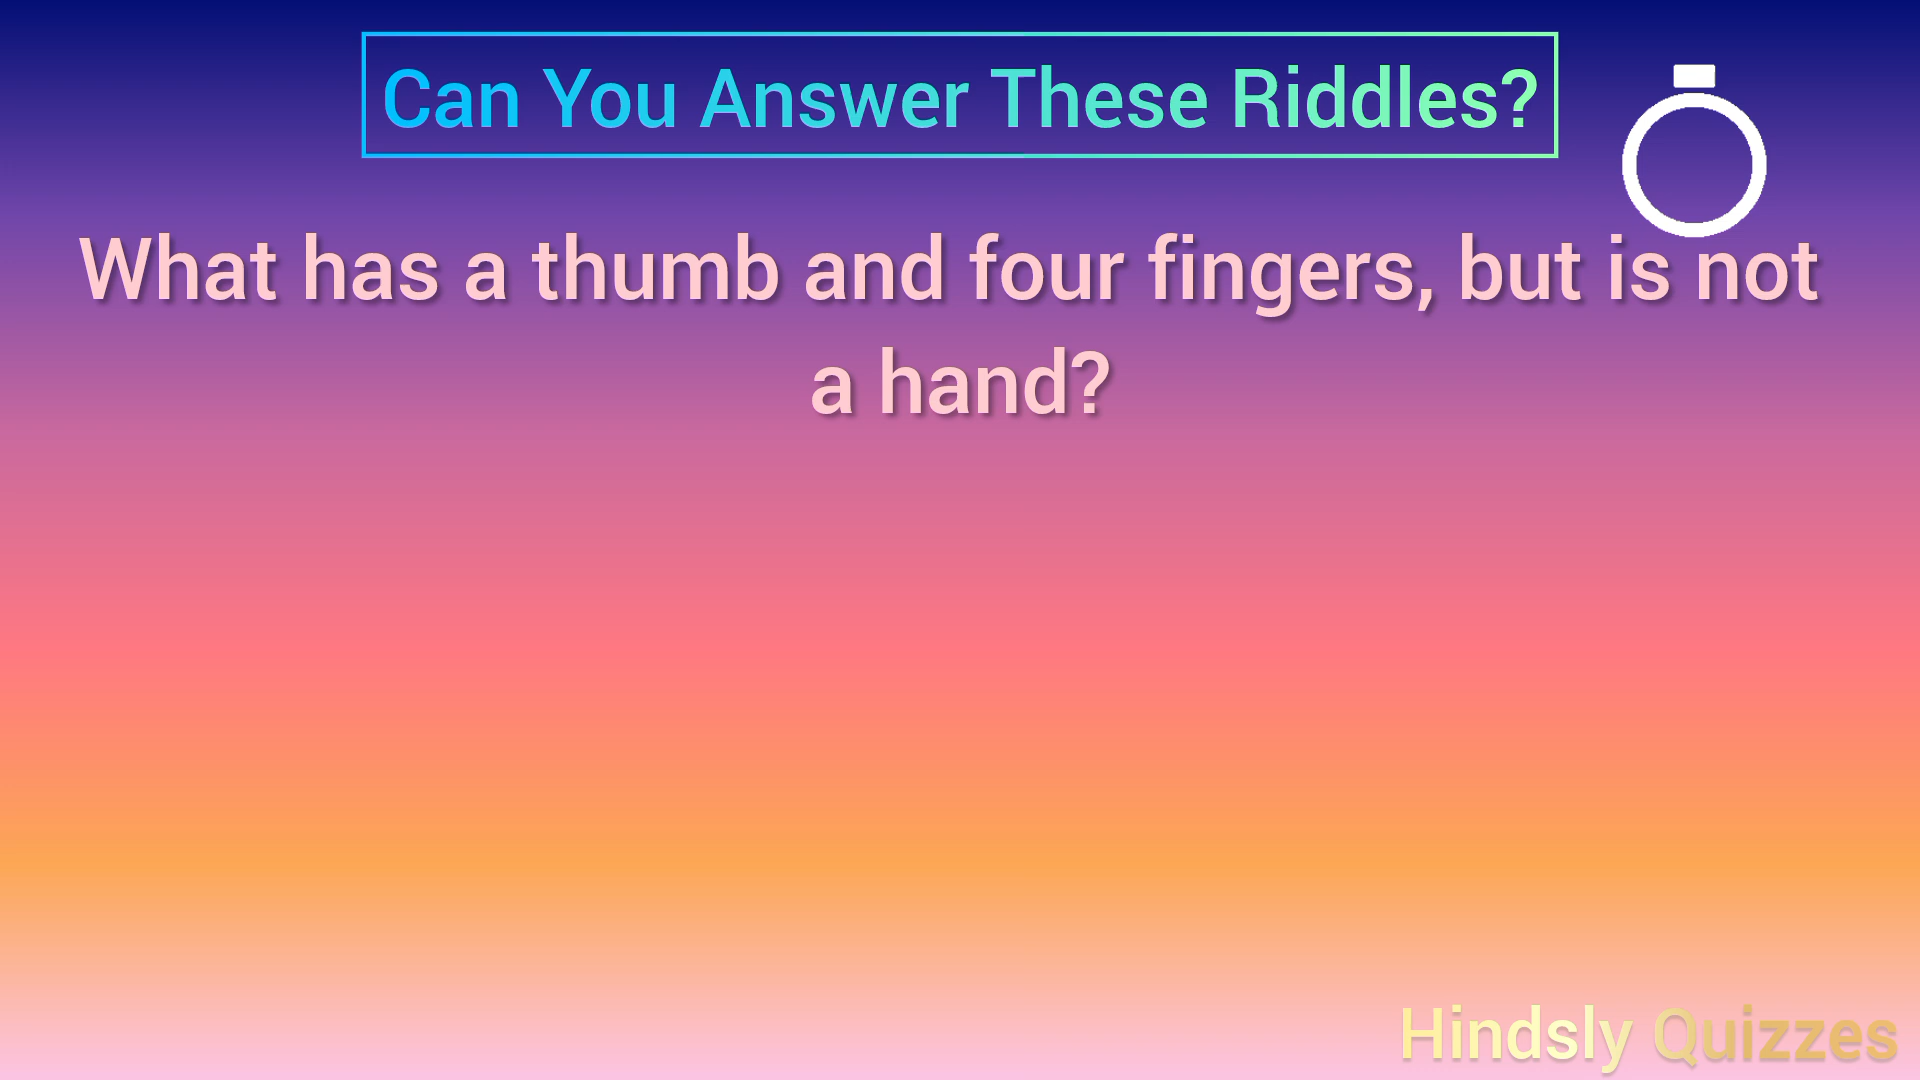 Can You Answer These Riddles?
What has a thumb and four fingers, but is not
a hand?
Hindsly Quizzes